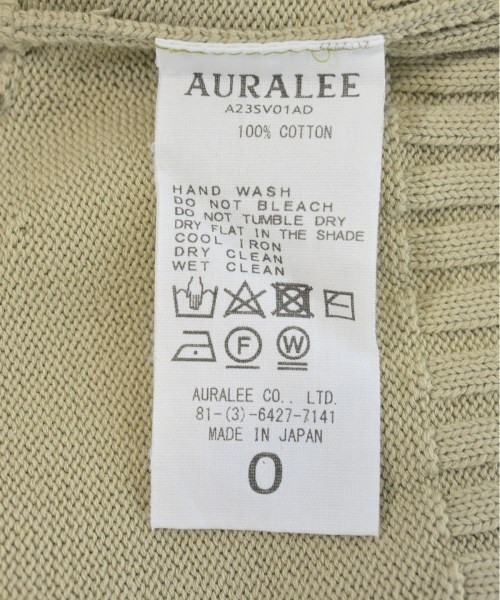 AURALEE
A23SV01AD
100% COTTON
HAND WASH
DO NOT BLEACH
DO NOT TUMBLE DRY
DRY FLAT IN THE SHADE
COOL IRON
DRY CLEAN
WET CLEAN
F W
AURALEE CO., LTD.
81-(3)-6427-7141
MADE IN JAPAN
0